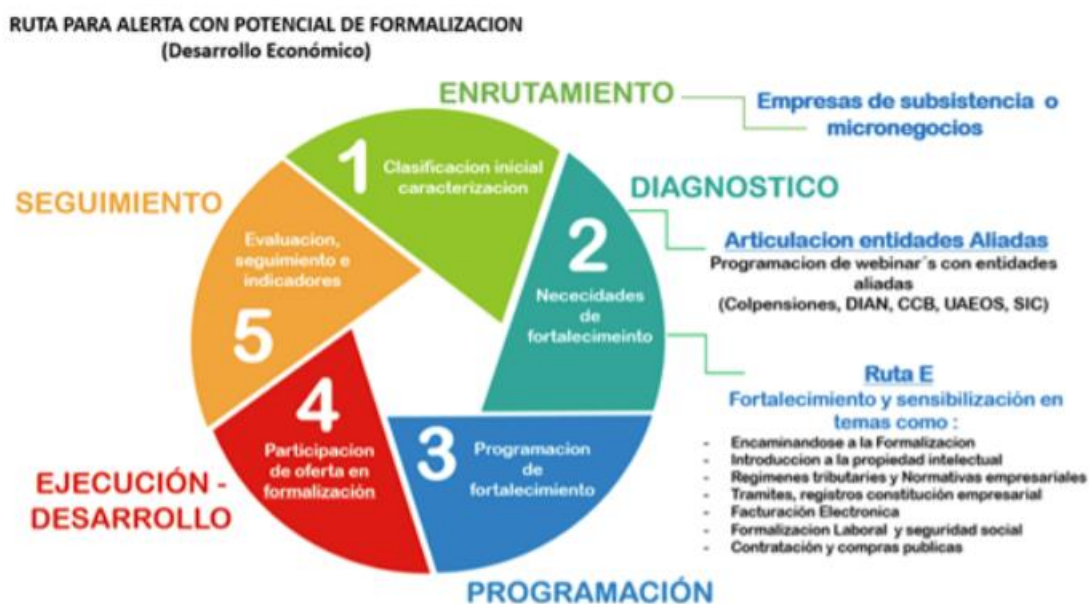 RUTA PARA ALERTA CON POTENCIAL DE FORMALIZACION
(Desarrollo Económico)
ENRUTAMIENTO
Empresas de subsistencia o
micronegocios
1
Clasificacion inicial
caracterizacion
DIAGNOSTICO
2
Nececidades
de
fortalecimeinto
Articulacion entidades Aliadas
Programacion de webinar´s con entidades
aliadas
(Colpensiones, DIAN, CCB, UAEOS, SIC)
Ruta E
Fortalecimiento y sensibilización en
temas como :
- Encaminandose a la Formalizacion
- Introduccion a la propiedad intelectual
- Regimenes tributaries y Normativas empresariales
- Tramites, registros constitución empresarial
- Facturación Electronica
- Formalizacion Laboral y seguridad social
- Contratación y compras publicas
3
Programacion
de
fortalecimiento
PROGRAMACIÓN
4
Participacion
de oferta en
formalización
EJECUCIÓN -
DESARROLLO
SEGUIMIENTO
Evaluacion,
seguimiento e
indicadores
5